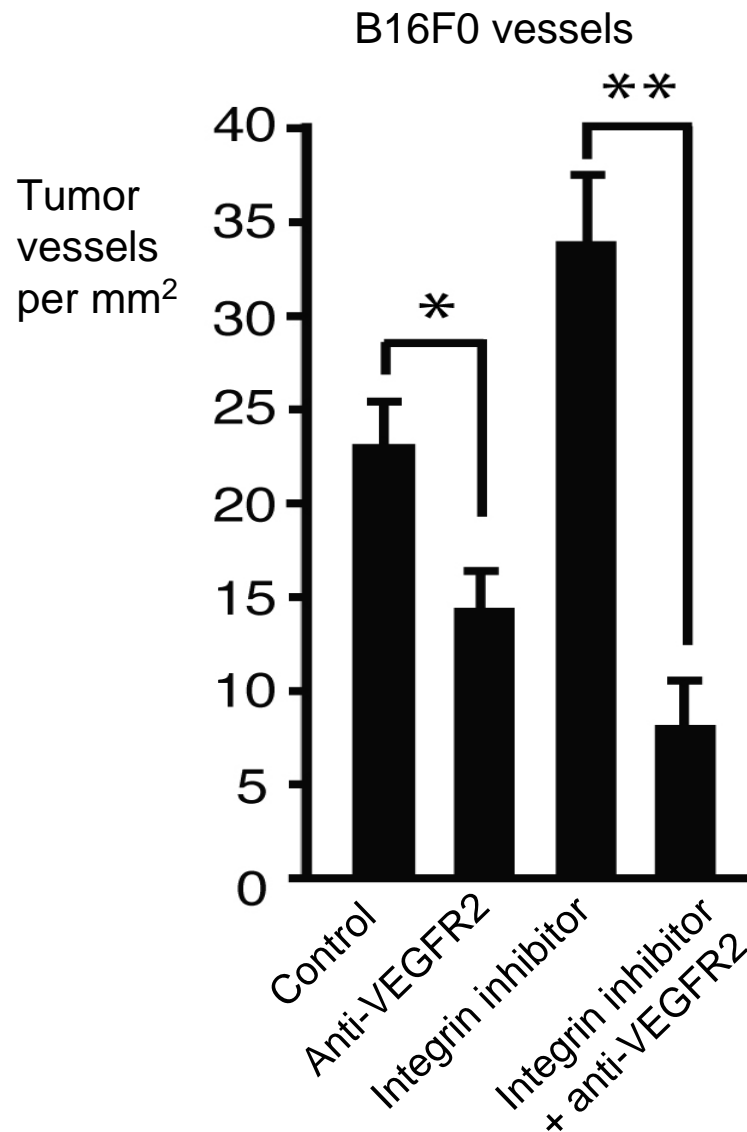 B16F0 vessels
**
40
Tumor
vessels
per mm²
35
*
30
25
20
15
10
5
0
Control
Anti-VEGFR2
Integrin inhibitor
Integrin inhibitor
+ anti-VEGFR2